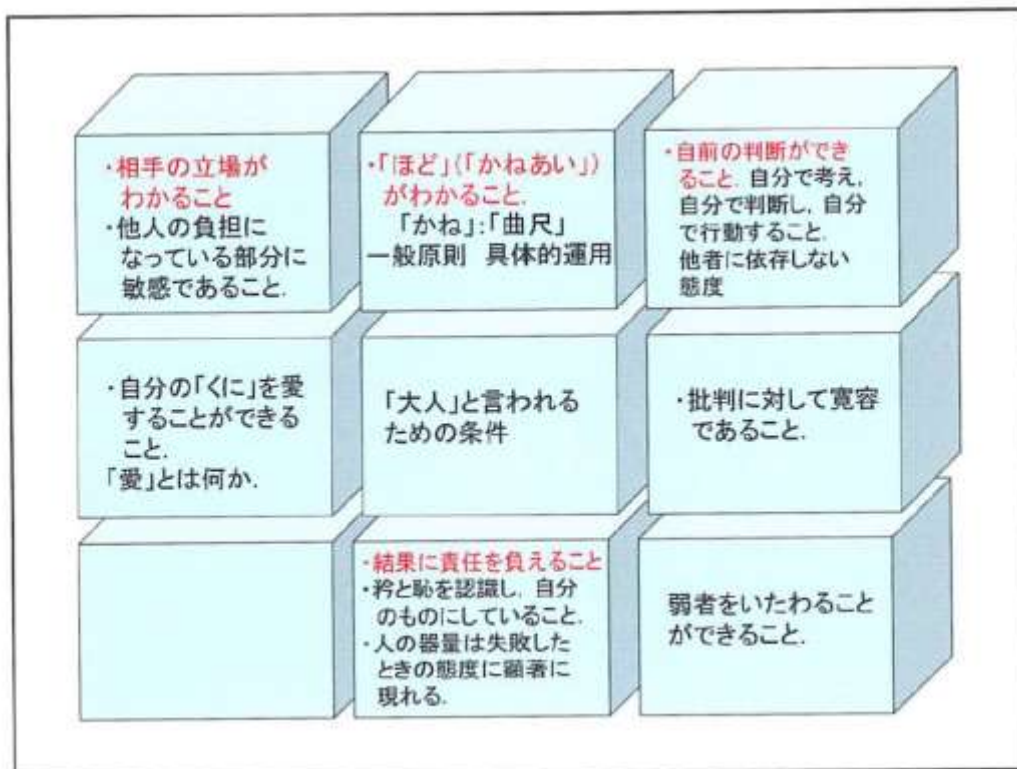 ・相手の立場が
わかること
・他人の負担に
なっている部分に
敏感であること.
・「ほど」(「かねあい」)
がわかること.
「かね」:「曲尺」
一般原則 具体的運用
・自前の判断ができ
ること. 自分で考え,
自分で判断し, 自分
で行動すること.
他者に依存しない
態度
・自分の「くに」を愛
することができる
こと.
「愛」とは何か.
「大人」と言われる
ための条件
・批判に対して寛容
であること.
・結果に責任を負えること
・矜と恥を認識し, 自分
のものにしていること.
・人の器量は失敗した
ときの態度に顕著に
現れる.
弱者をいたわること
ができること.